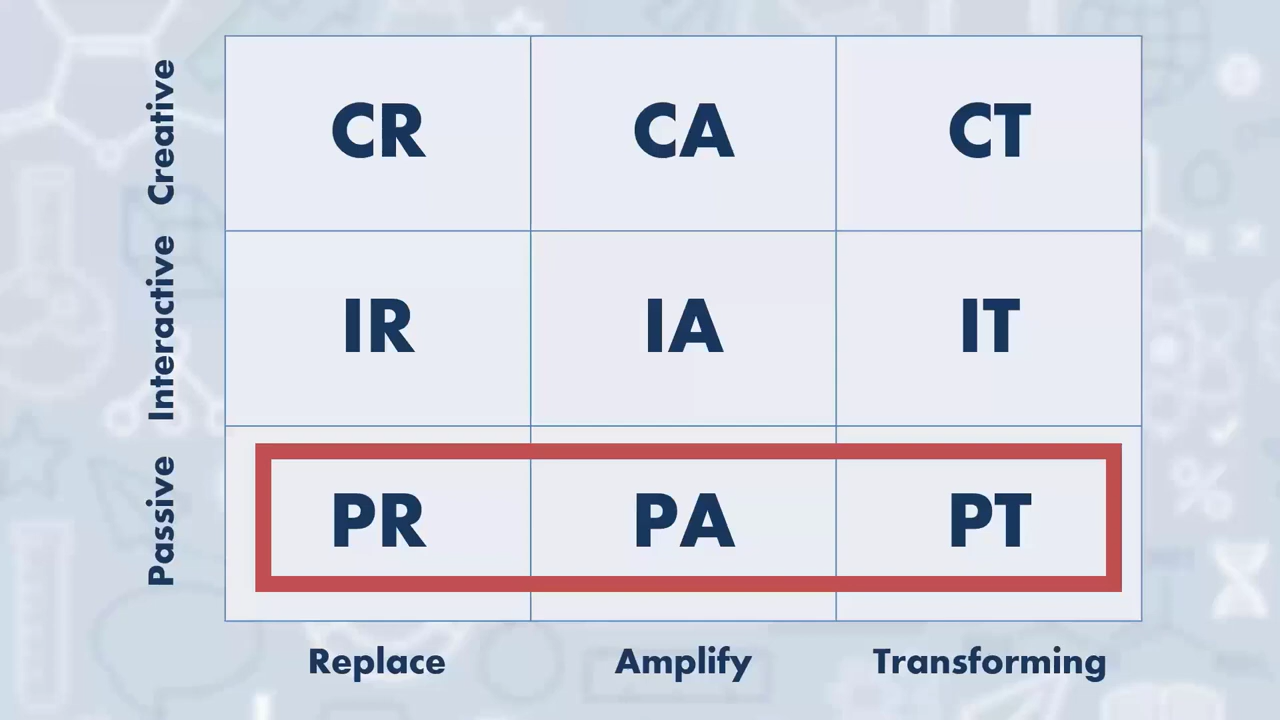 Creative
CR CA CT
Interactive
IR IA IT
Passive
PR PA PT
Replace Amplify Transforming